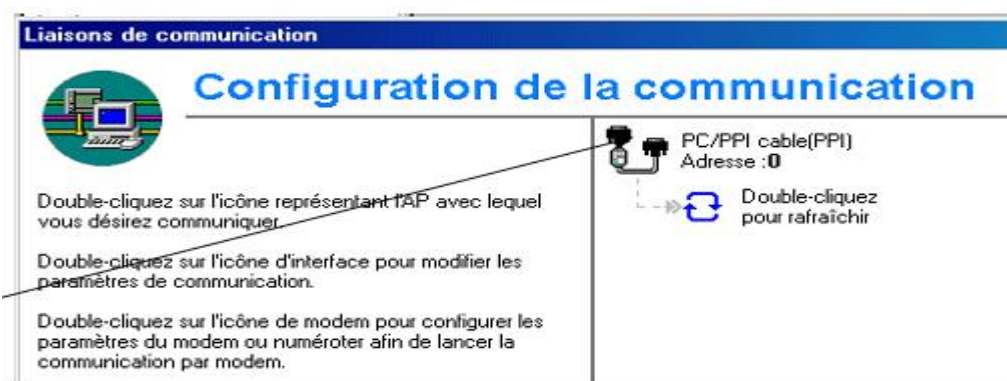 Liaisons de communication
Configuration de la communication
Double-cliquez sur l'icône représentant l'AP avec lequel
vous désirez communiquer.
Double-cliquez sur l'icône d'interface pour modifier les
paramètres de communication.
Double-cliquez sur l'icône de modem pour configurer les
paramètres du modem ou numéroter afin de lancer la
communication par modem.
PC/PPI cable(PPI)
Adresse :0
Double-cliquez
pour rafraîchir